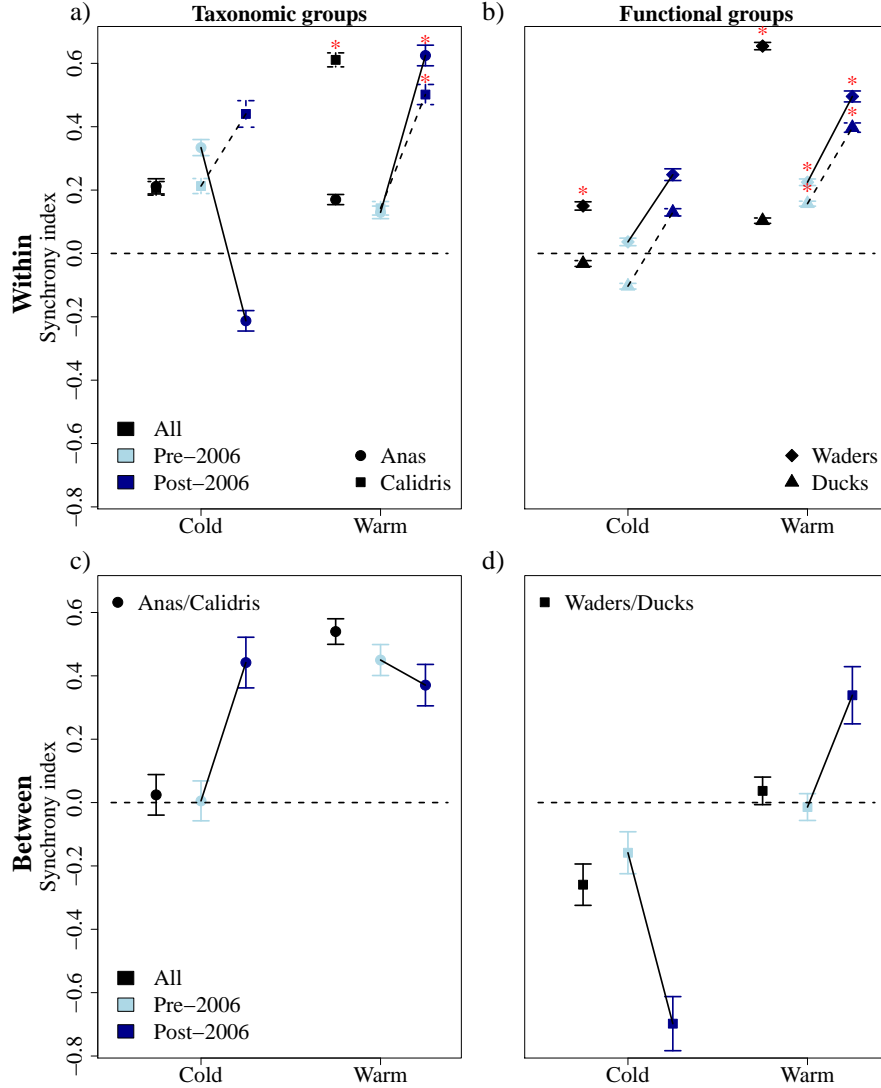 a) Taxonomic groups b) Functional groups
Within
Synchrony index
0.6
0.4
0.2
0.0
−0.2
−0.4
−0.6
−0.8
* * *
* * * * * *
All
Pre−2006
Post−2006
Anas
Calidris
Waders
Ducks
Cold Warm Cold Warm
c) d)
Between
Synchrony index
0.6
0.4
0.2
0.0
−0.2
−0.4
−0.6
−0.8
Anas/Calidris
Waders/Ducks
All
Pre−2006
Post−2006
Cold Warm Cold Warm